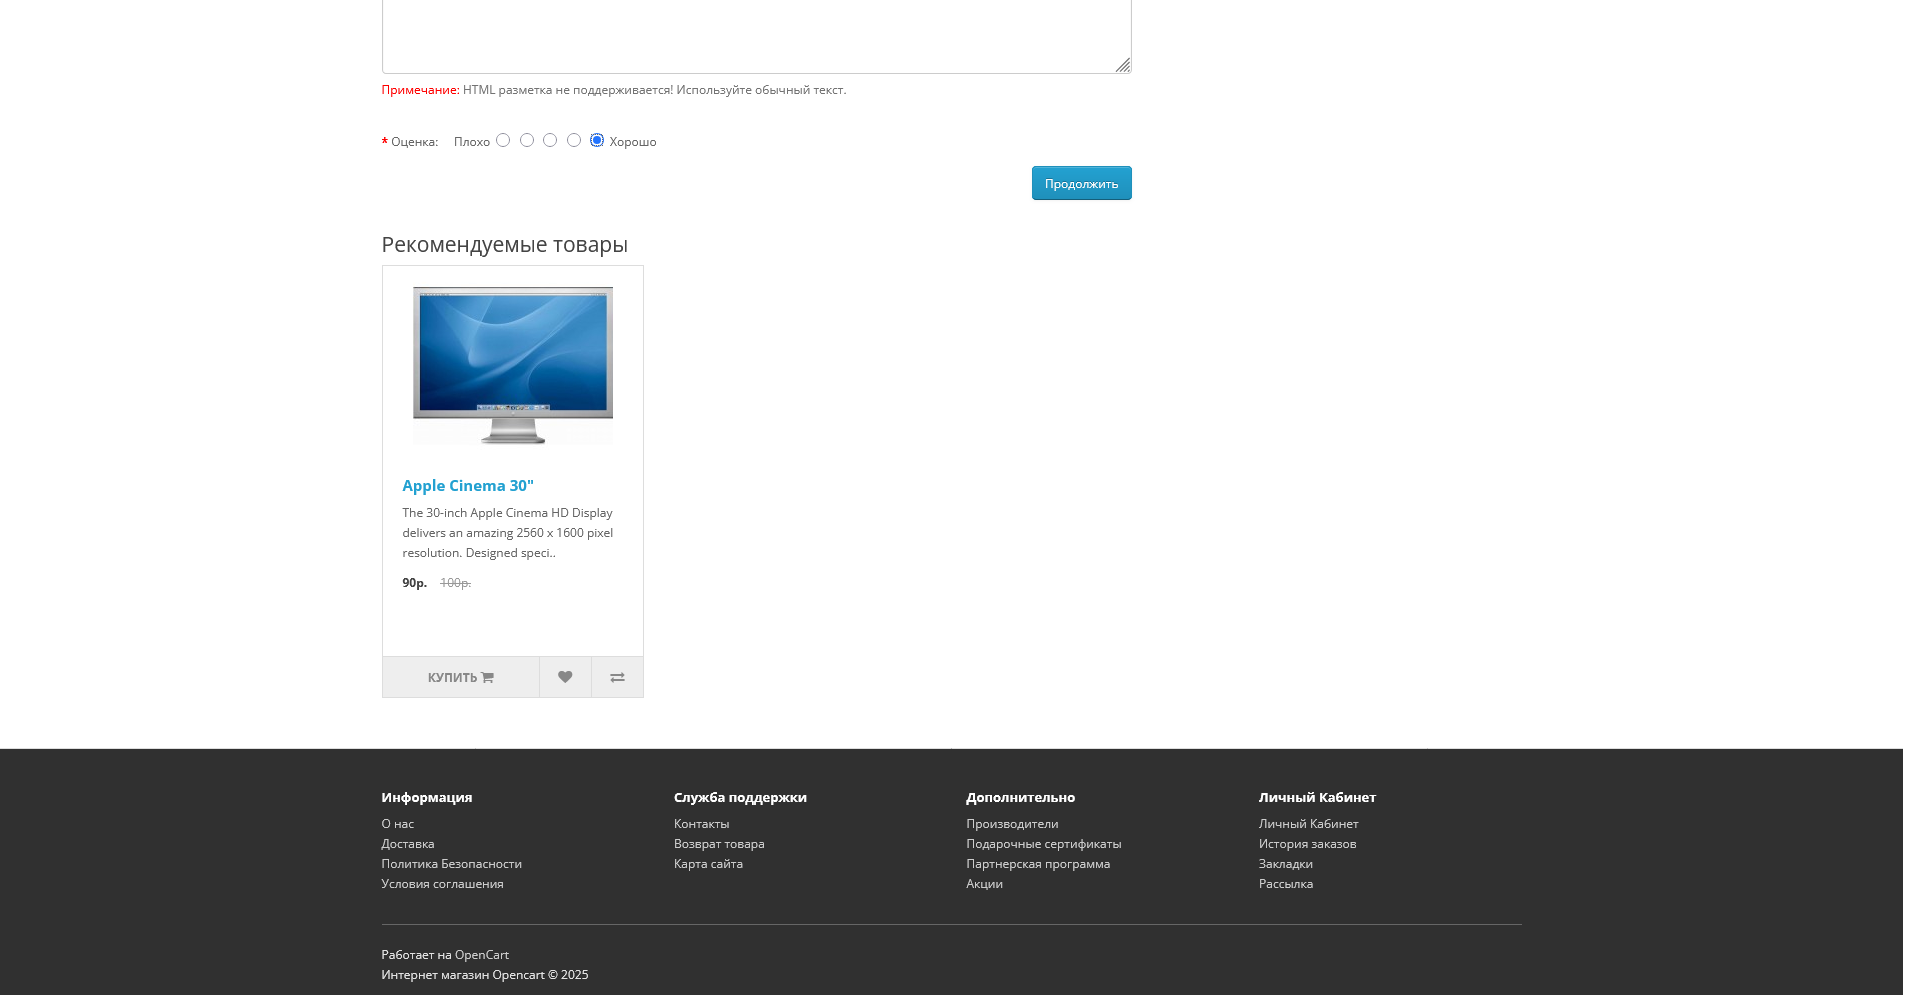 Примечание: HTML разметка не поддерживается! Используйте обычный текст.
* Оценка: Плохо Хорошо
Продолжить
Рекомендуемые товары
Apple Cinema 30"
The 30-inch Apple Cinema HD Display
delivers an amazing 2560 x 1600 pixel
resolution. Designed speci..
90р. 100р.
КУПИТЬ
Информация
О нас
Доставка
Политика Безопасности
Условия соглашения
Служба поддержки
Контакты
Возврат товара
Карта сайта
Дополнительно
Производители
Подарочные сертификаты
Партнерская программа
Акции
Личный Кабинет
Личный Кабинет
История заказов
Закладки
Рассылка
Работает на OpenCart
Интернет магазин Opencart © 2025